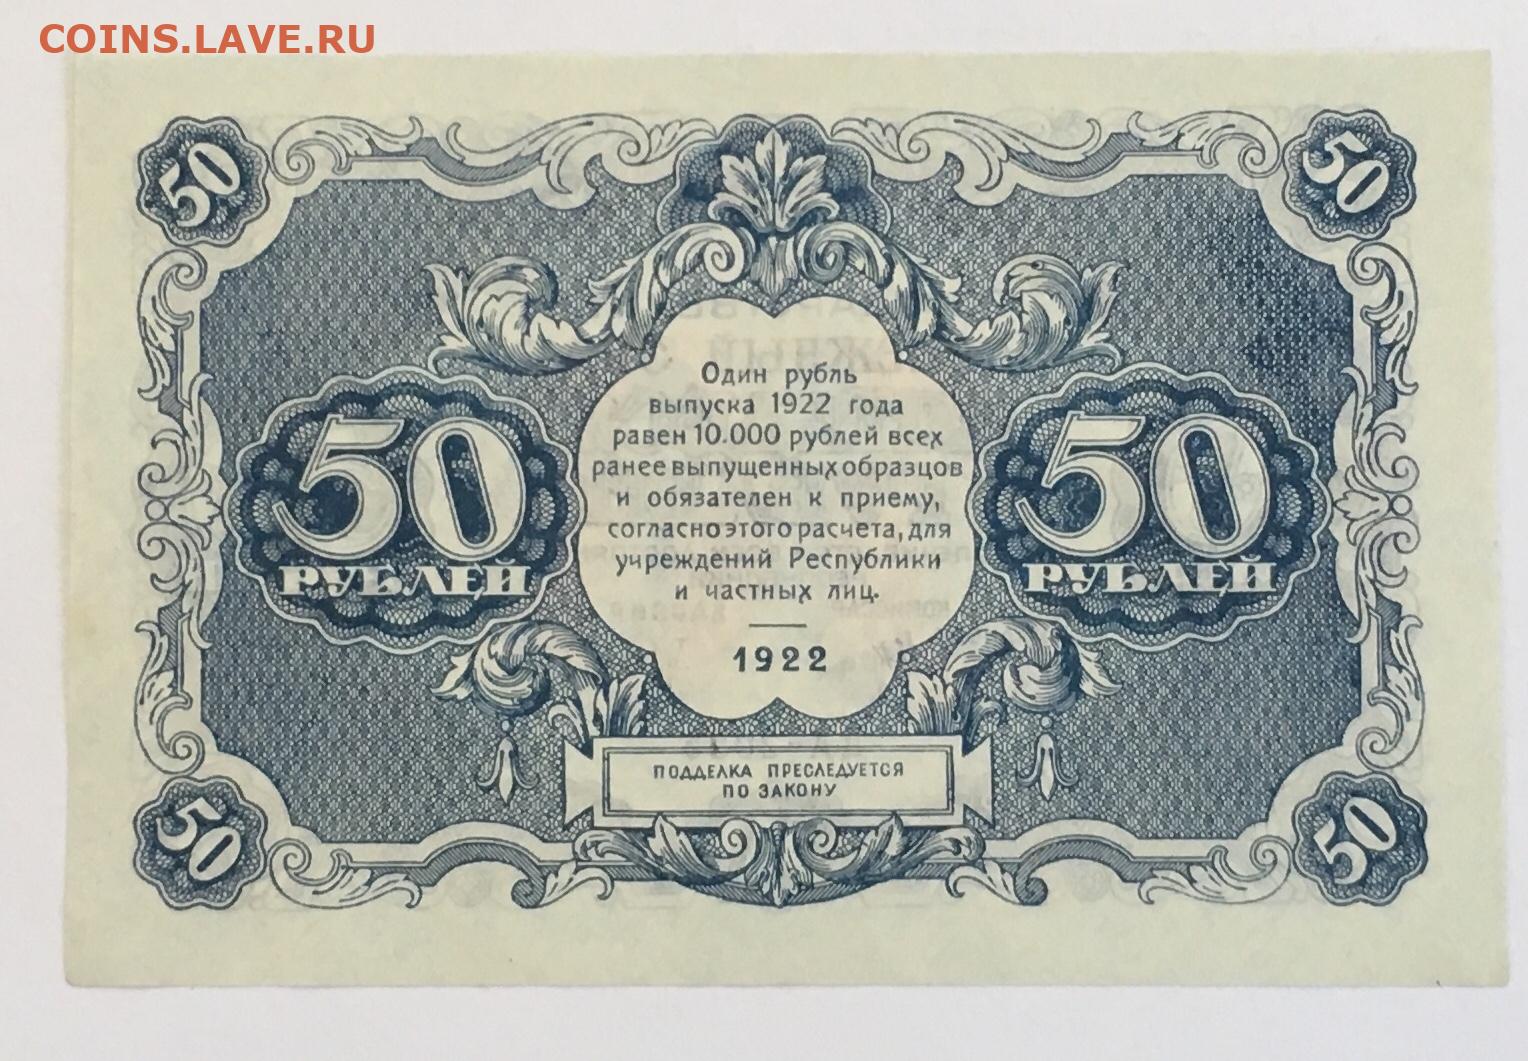 COINS.LAVE.RU
50
50
Один рубль
выпуска 1922 года
равен 10.000 рублей всех
ранее выпущенных образцов
и обязателен к приему,
согласно этого расчета, для
учреждений Республики
и частных лиц.
1922
50
РУБЛЕЙ
50
РУБЛЕЙ
ПОДДЕЛКА ПРЕСЛЕДУЕТСЯ
ПО ЗАКОНУ
50
50